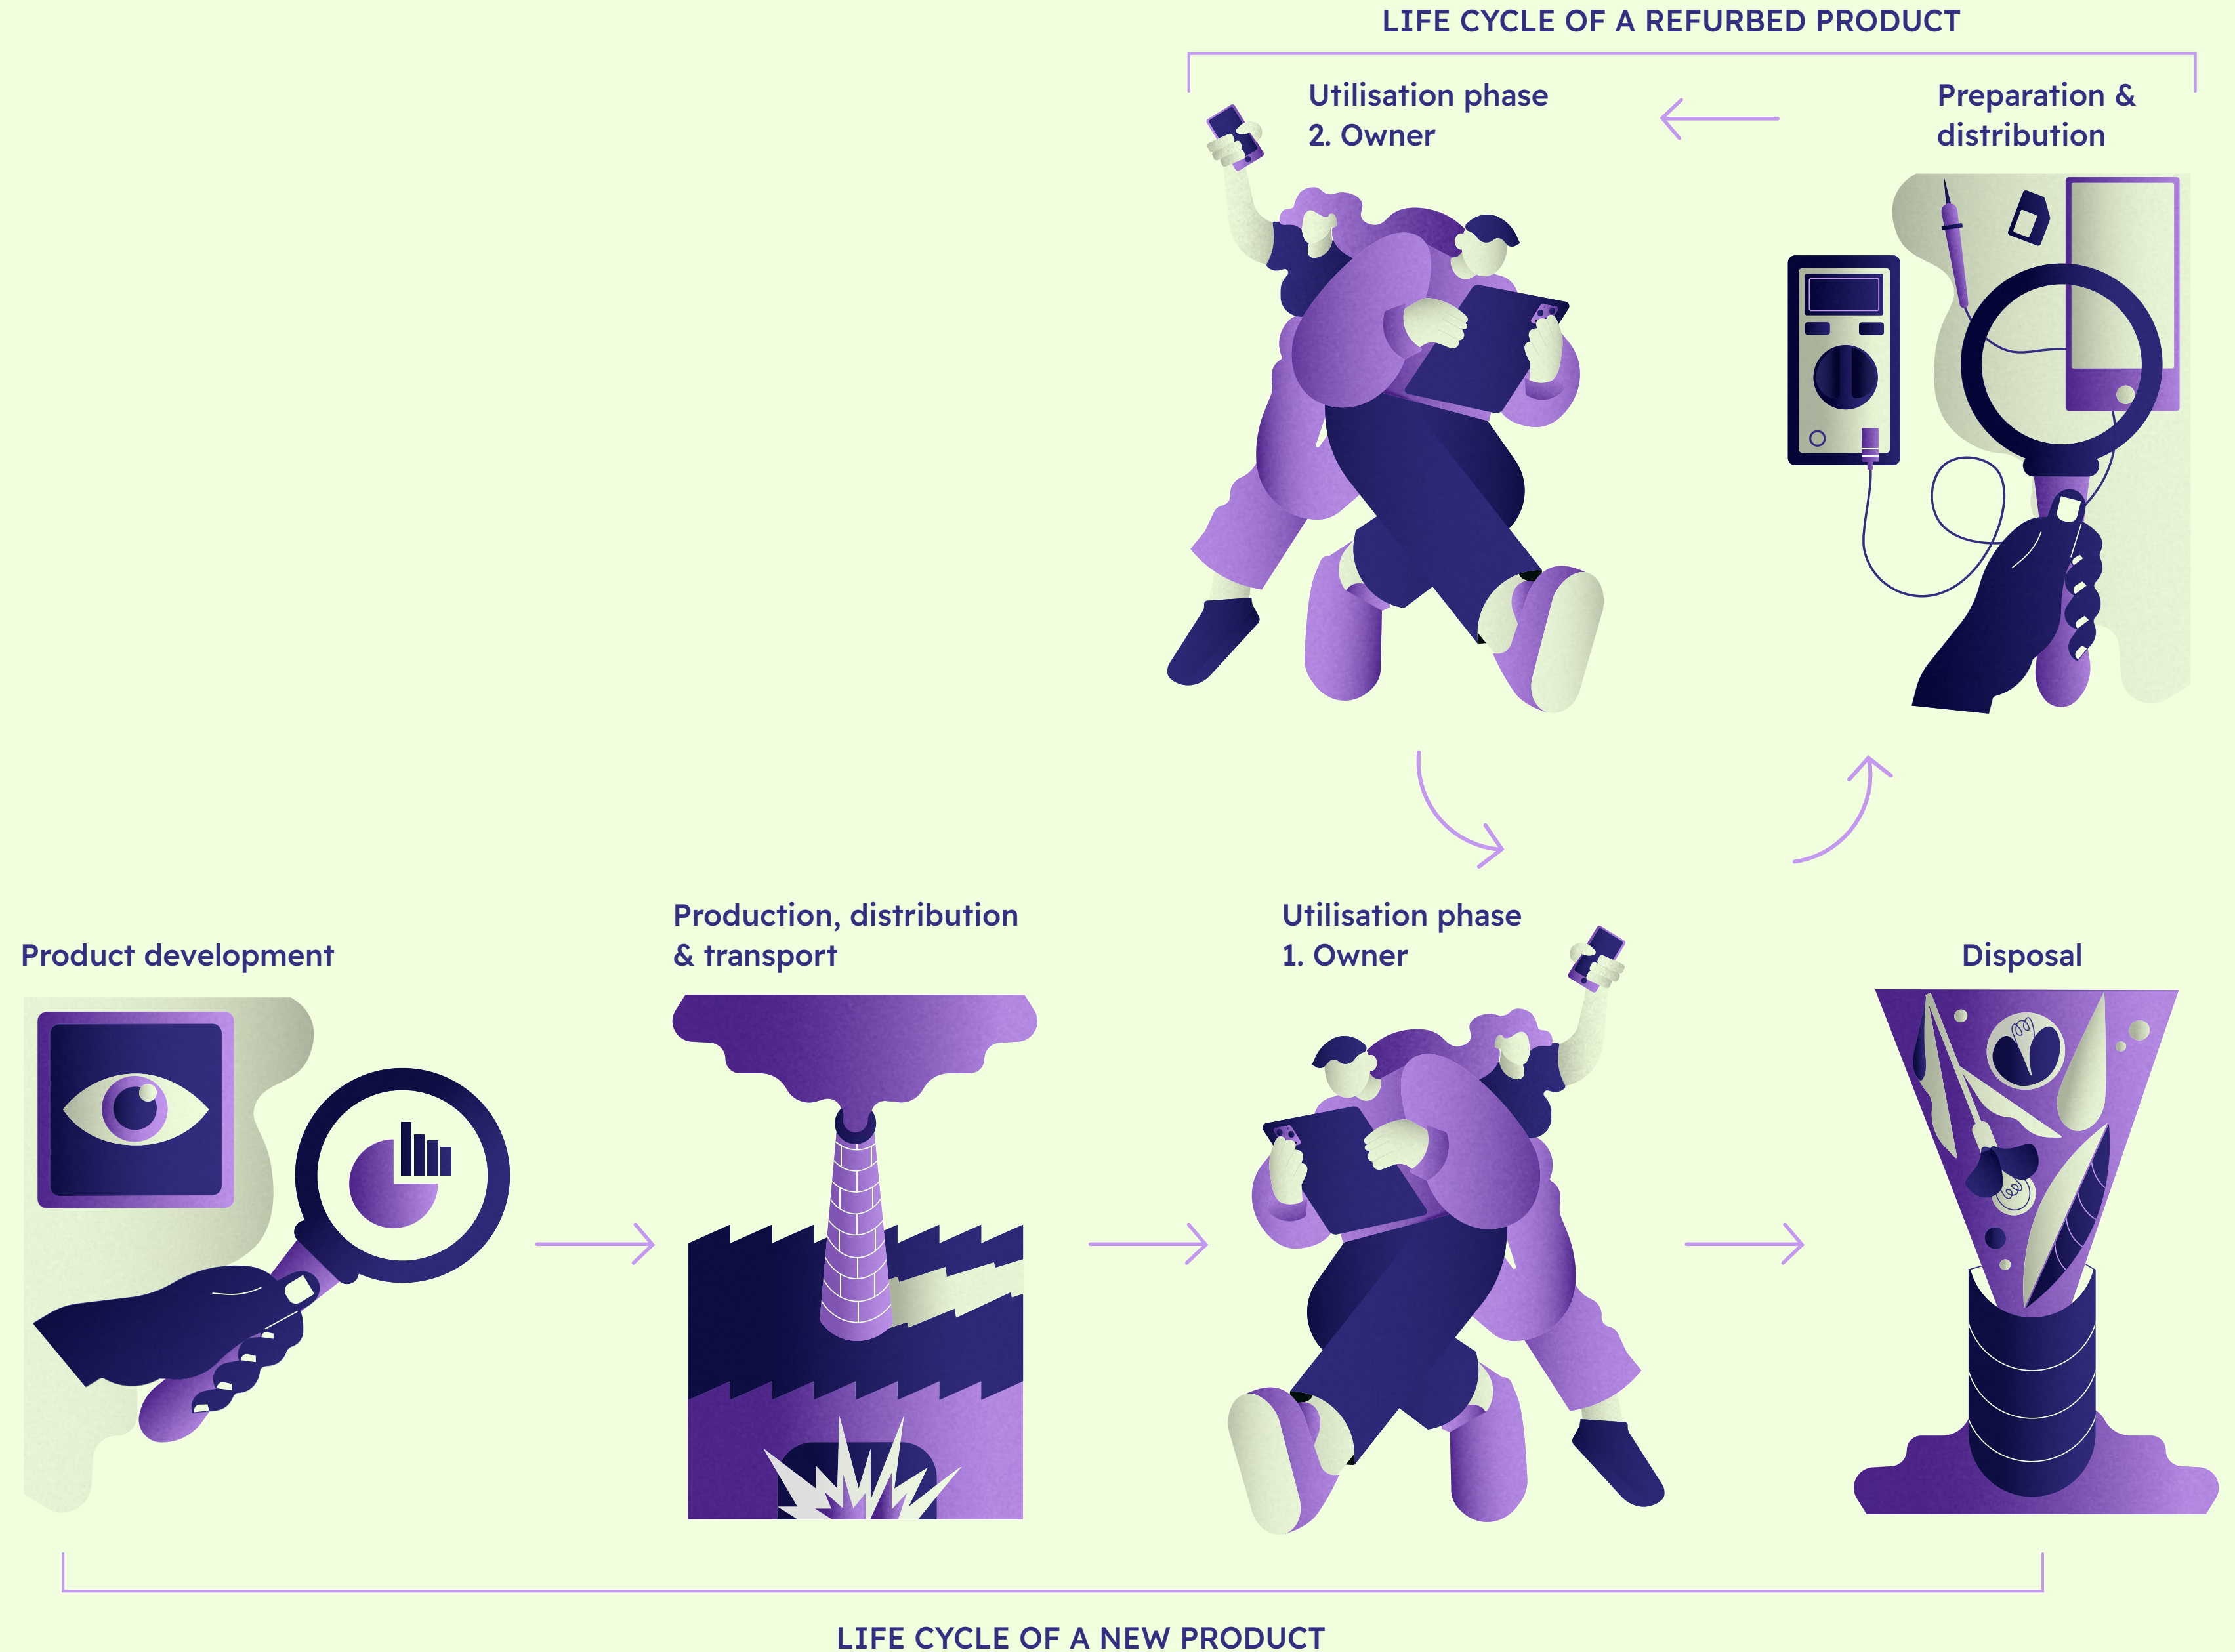 LIFE CYCLE OF A REFURBED PRODUCT
Utilisation phase
2. Owner
Preparation &
distribution
Product development
Production, distribution
& transport
Utilisation phase
1. Owner
Disposal
LIFE CYCLE OF A NEW PRODUCT